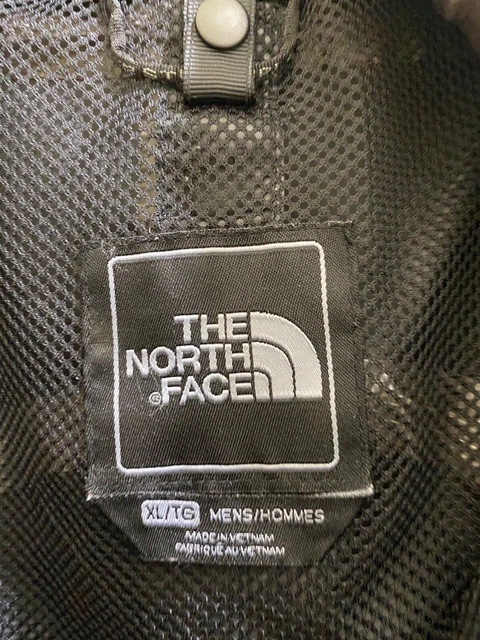 THE
NORTH
®FACE
XL/TG MENS/HOMMES
MADE IN VIETNAM
FABRIQUÉ AU VIETNAM